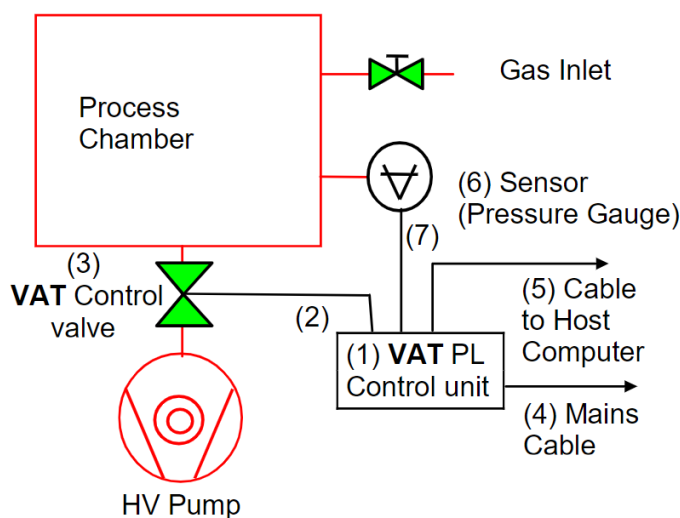 Process
Chamber
Gas Inlet
(6) Sensor
(Pressure Gauge)
(7)
(3)
VAT Control
valve
(2)
(5) Cable
to Host
Computer
(1) VAT PL
Control unit
(4) Mains
Cable
HV Pump